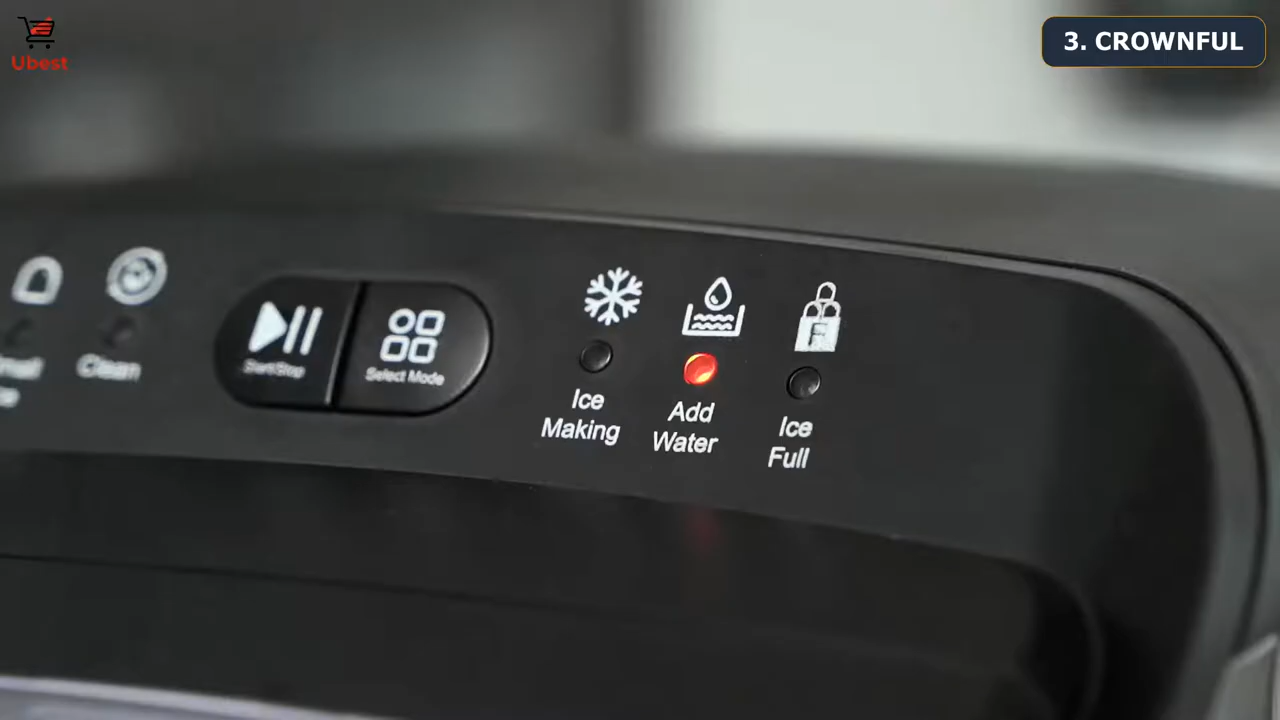 Ubest
3. CROWNFUL
Clean
Start/Stop
Select Mode
Ice
Making
Add
Water
Ice
Full
F